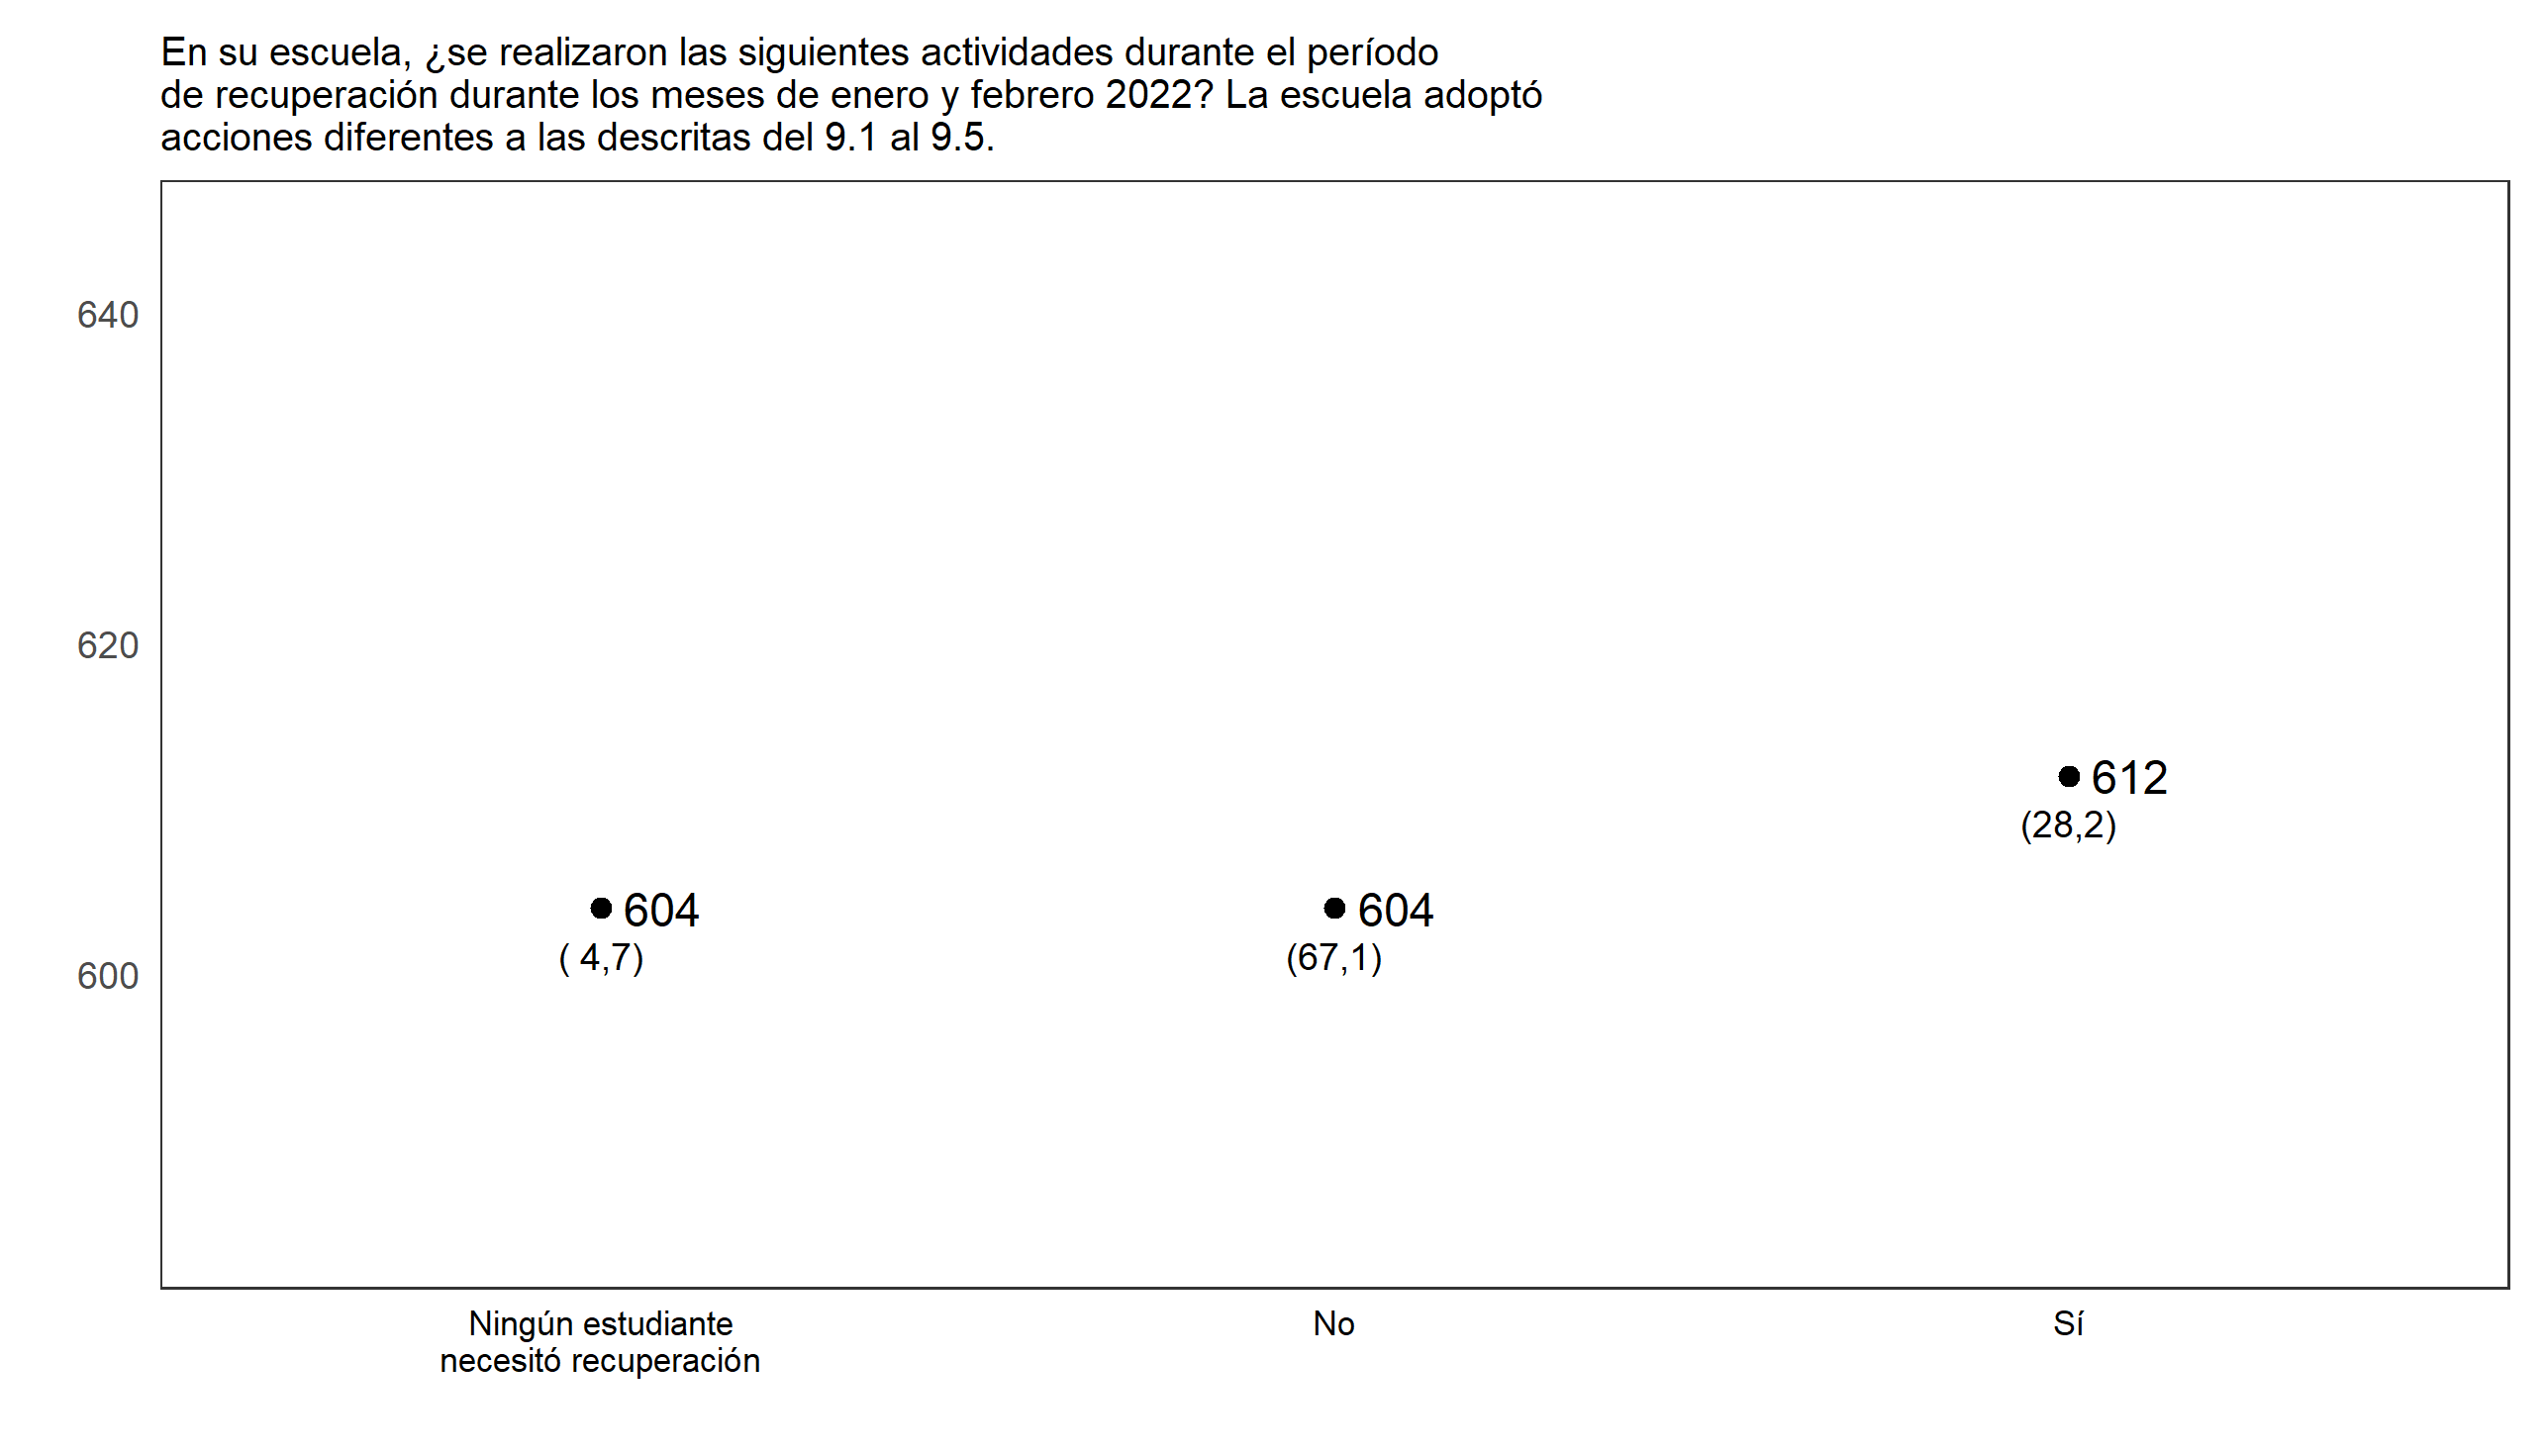 En su escuela, ¿se realizaron las siguientes actividades durante el período
de recuperación durante los meses de enero y febrero 2022? La escuela adoptó
acciones diferentes a las descritas del 9.1 al 9.5.
640
620
600
604
( 4,7)
604
(67,1)
612
(28,2)
Ningún estudiante
necesitó recuperación
No
Sí